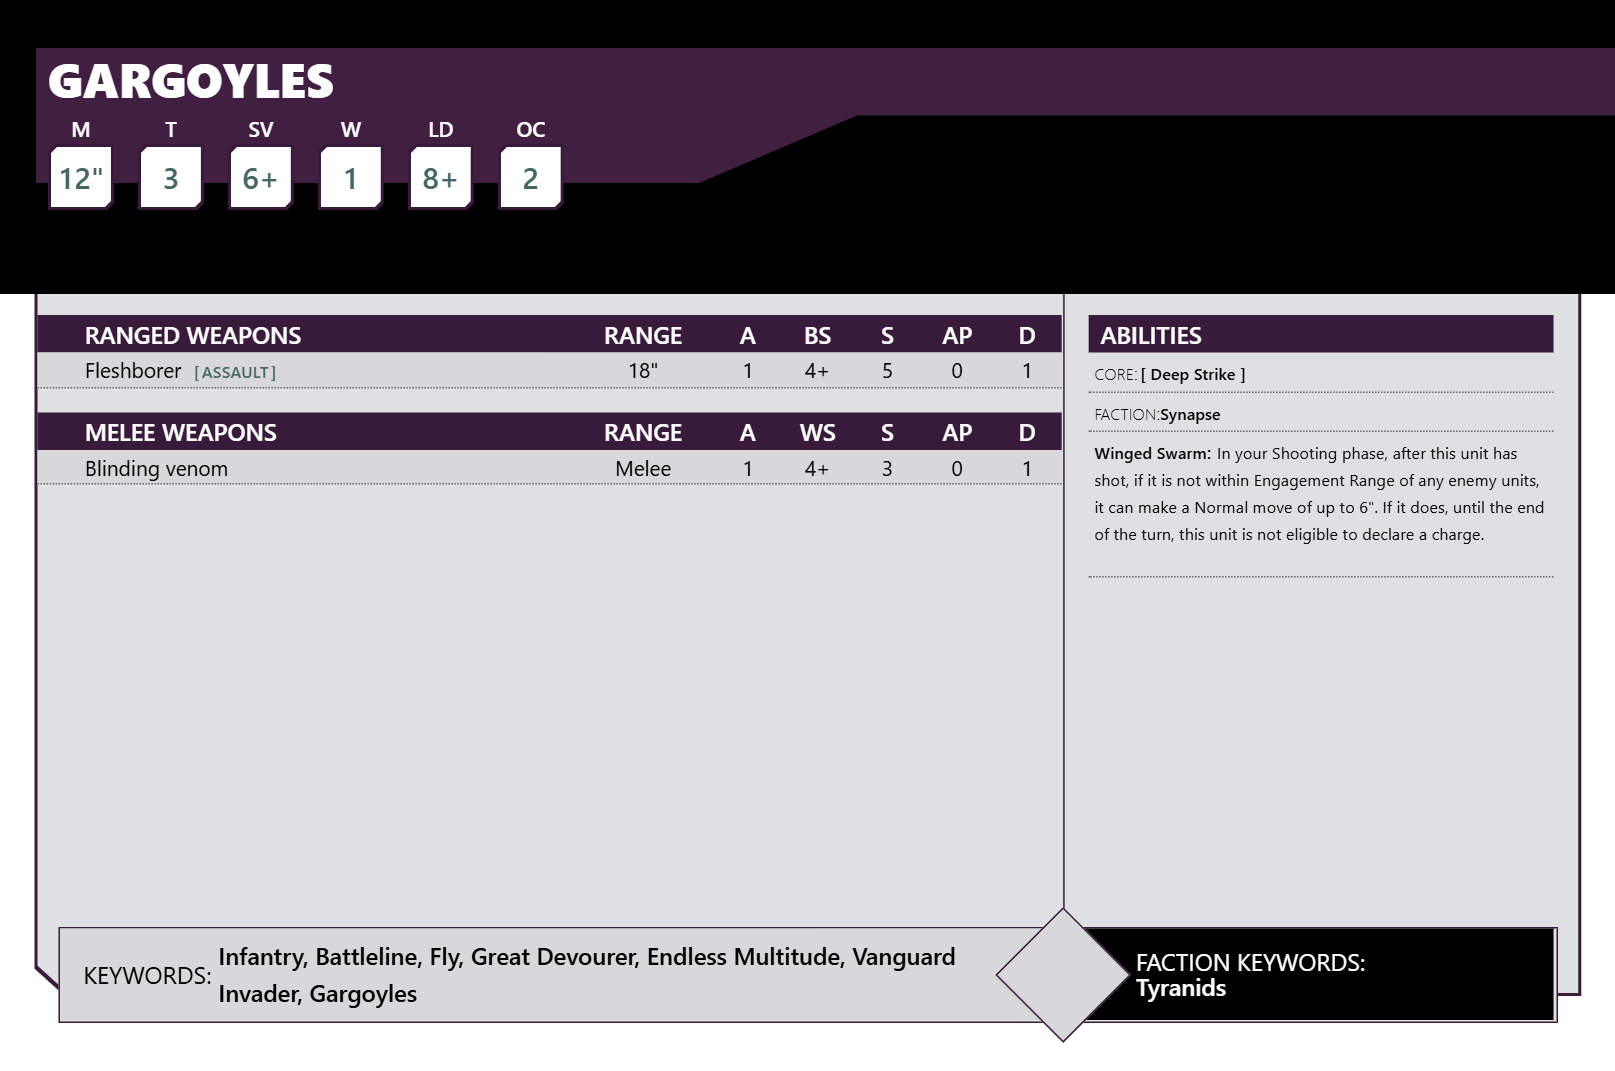 GARGOYLES
M T SV W LD OC
12" 3 6+ 1 8+ 2
RANGED WEAPONS RANGE A BS S AP D
Fleshborer [ASSAULT] 18" 1 4+ 5 0 1
MELEE WEAPONS RANGE A WS S AP D
Blinding venom Melee 1 4+ 3 0 1
ABILITIES
CORE: [ Deep Strike ]
FACTION:Synapse
Winged Swarm: In your Shooting phase, after this unit has
shot, if it is not within Engagement Range of any enemy units,
it can make a Normal move of up to 6". If it does, until the end
of the turn, this unit is not eligible to declare a charge.
KEYWORDS: Infantry, Battleline, Fly, Great Devourer, Endless Multitude, Vanguard
Invader, Gargoyles
FACTION KEYWORDS:
Tyranids